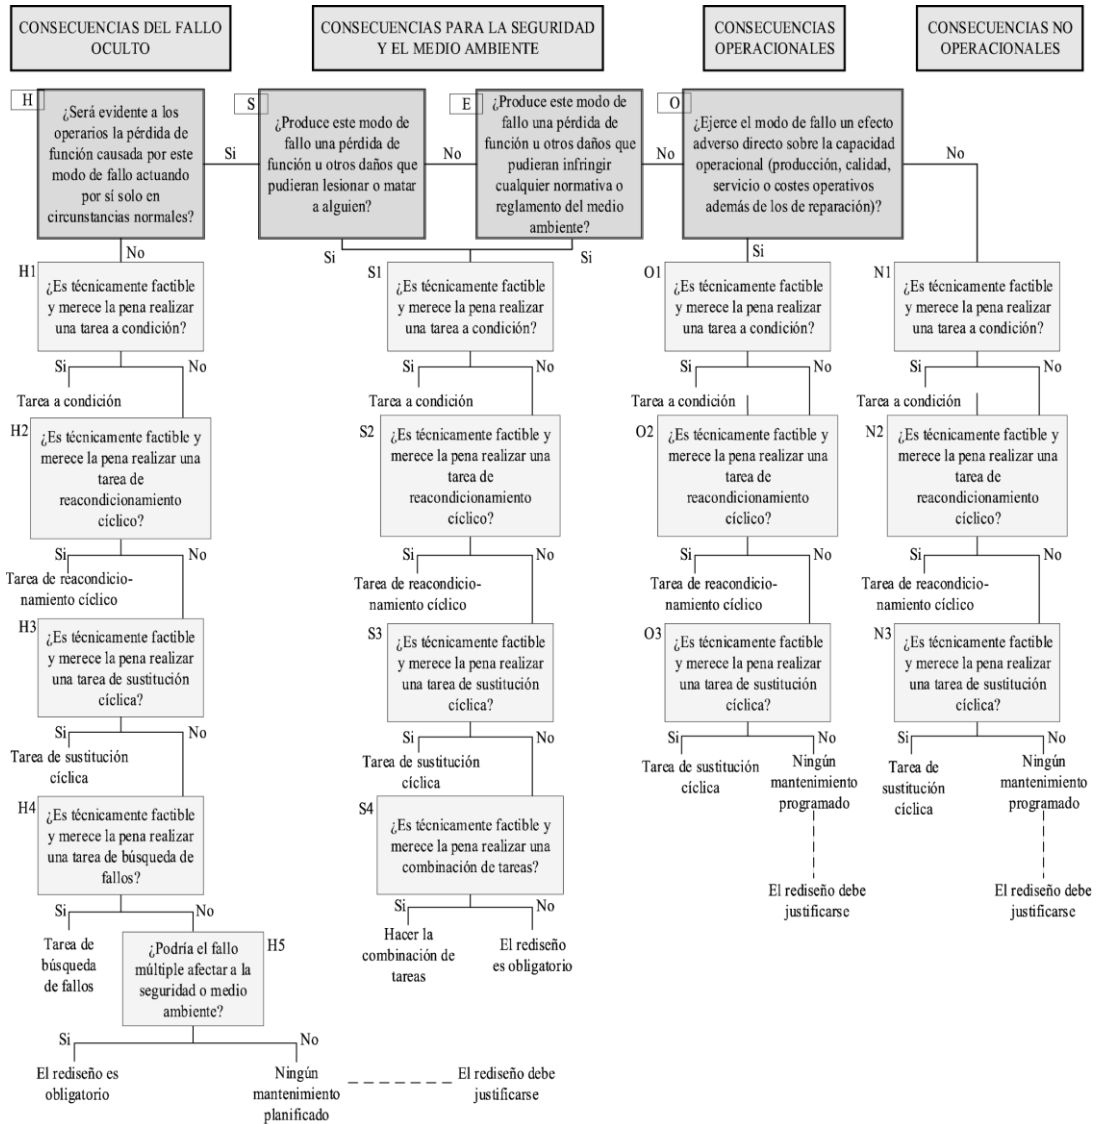 CONSECUENCIAS DEL FALLO
OCULTO
CONSECUENCIAS PARA LA SEGURIDAD
Y EL MEDIO AMBIENTE
CONSECUENCIAS
OPERACIONALES
CONSECUENCIAS NO
OPERACIONALES
H
¿Será evidente a los
operarios la pérdida de
función causada por este
modo de fallo actuando
por sí solo en
circunstancias normales?
Si
S
¿Produce este modo de
fallo una pérdida de
función u otros daños que
pudieran lesionar o matar
a alguien?
No
E
¿Produce este modo de
fallo una pérdida de
función u otros daños que
pudieran infringir
cualquier normativa o
reglamento del medio
ambiente?
No
O
¿Ejerce el modo de fallo un efecto
adverso directo sobre la capacidad
operacional (producción, calidad,
servicio o costes operativos
además de los de reparación)?
No
No
Si
Si
Si
H1
¿Es técnicamente factible
y merece la pena realizar
una tarea a condición?
Si
No
Tarea a condición
S1
¿Es técnicamente factible
y merece la pena realizar
una tarea a condición?
Si
No
Tarea a condición
O1
¿Es técnicamente factible
y merece la pena realizar
una tarea a condición?
Si
No
Tarea a condición
N1
¿Es técnicamente factible
y merece la pena realizar
una tarea a condición?
Si
No
Tarea a condición
H2
¿Es técnicamente factible y
merece la pena realizar una
tarea de
reacondicionamiento
cíclico?
Si
No
Tarea de reacondicio-
namiento cíclico
S2
¿Es técnicamente factible y
merece la pena realizar una
tarea de
reacondicionamiento
cíclico?
Si
No
Tarea de reacondicio-
namiento cíclico
O2
¿Es técnicamente factible y
merece la pena realizar una
tarea de
reacondicionamiento
cíclico?
Si
No
Tarea de reacondicio-
namiento cíclico
N2
¿Es técnicamente factible y
merece la pena realizar una
tarea de
reacondicionamiento
cíclico?
Si
No
Tarea de reacondicio-
namiento cíclico
H3
¿Es técnicamente factible
y merece la pena realizar
una tarea de sustitución
cíclica?
Si
No
Tarea de sustitución
cíclica
S3
¿Es técnicamente factible
y merece la pena realizar
una tarea de sustitución
cíclica?
Si
No
Tarea de sustitución
cíclica
O3
¿Es técnicamente factible
y merece la pena realizar
una tarea de sustitución
cíclica?
Si
No
Tarea de sustitución
cíclica
Ningún
mantenimiento
programado
El rediseño debe
justificarse
N3
¿Es técnicamente factible
y merece la pena realizar
una tarea de sustitución
cíclica?
Si
No
Tarea de
sustitución
cíclica
Ningún
mantenimiento
programado
El rediseño debe
justificarse
H4
¿Es técnicamente factible
y merece la pena realizar
una tarea de búsqueda de
fallos?
Si
No
Tarea de
búsqueda
de fallos
S4
¿Es técnicamente factible y
merece la pena realizar una
combinación de tareas?
Si
No
Hacer la
combinación de
tareas
El rediseño
es obligatorio
H5
¿Podría el fallo
múltiple afectar a la
seguridad o medio
ambiente?
Si
No
El rediseño es
obligatorio
Ningún
mantenimiento
planificado
El rediseño debe
justificarse